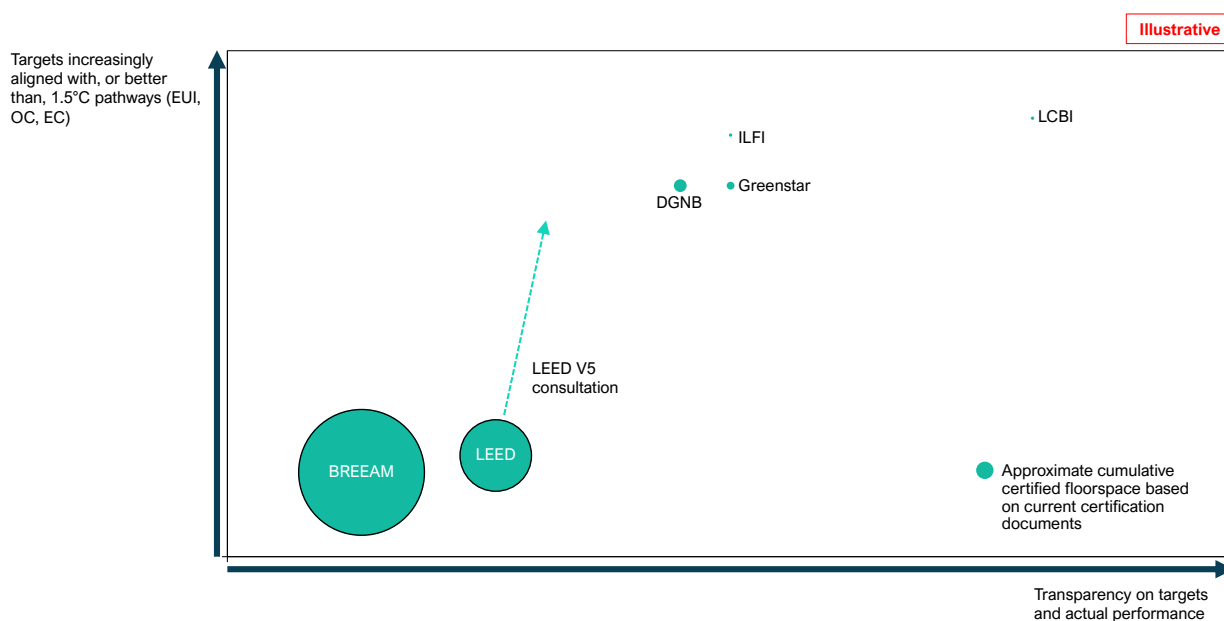 Illustrative
Targets increasingly
aligned with, or better
than, 1.5°C pathways (EUI,
OC, EC)
LCBI
ILFI
Greenstar
DGNB
LEED V5
consultation
LEED
BREEAM
Approximate cumulative
certified floorspace based
on current certification
documents
Transparency on targets
and actual performance